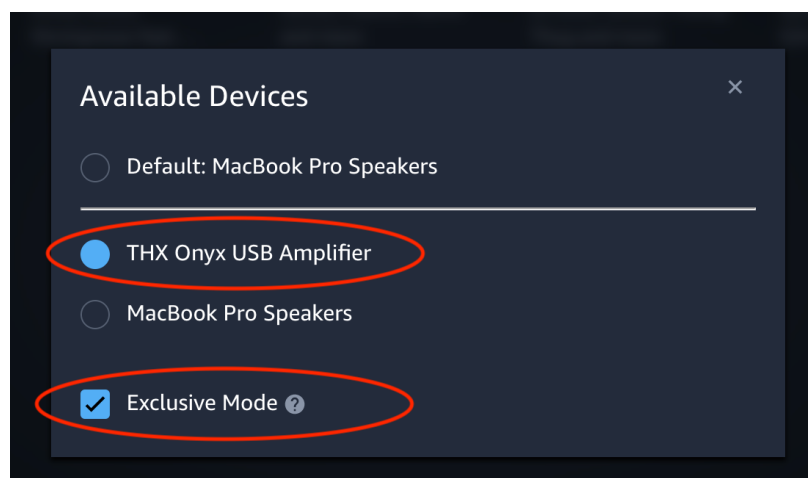 Available Devices
Default: MacBook Pro Speakers
THX Onyx USB Amplifier
MacBook Pro Speakers
Exclusive Mode ?